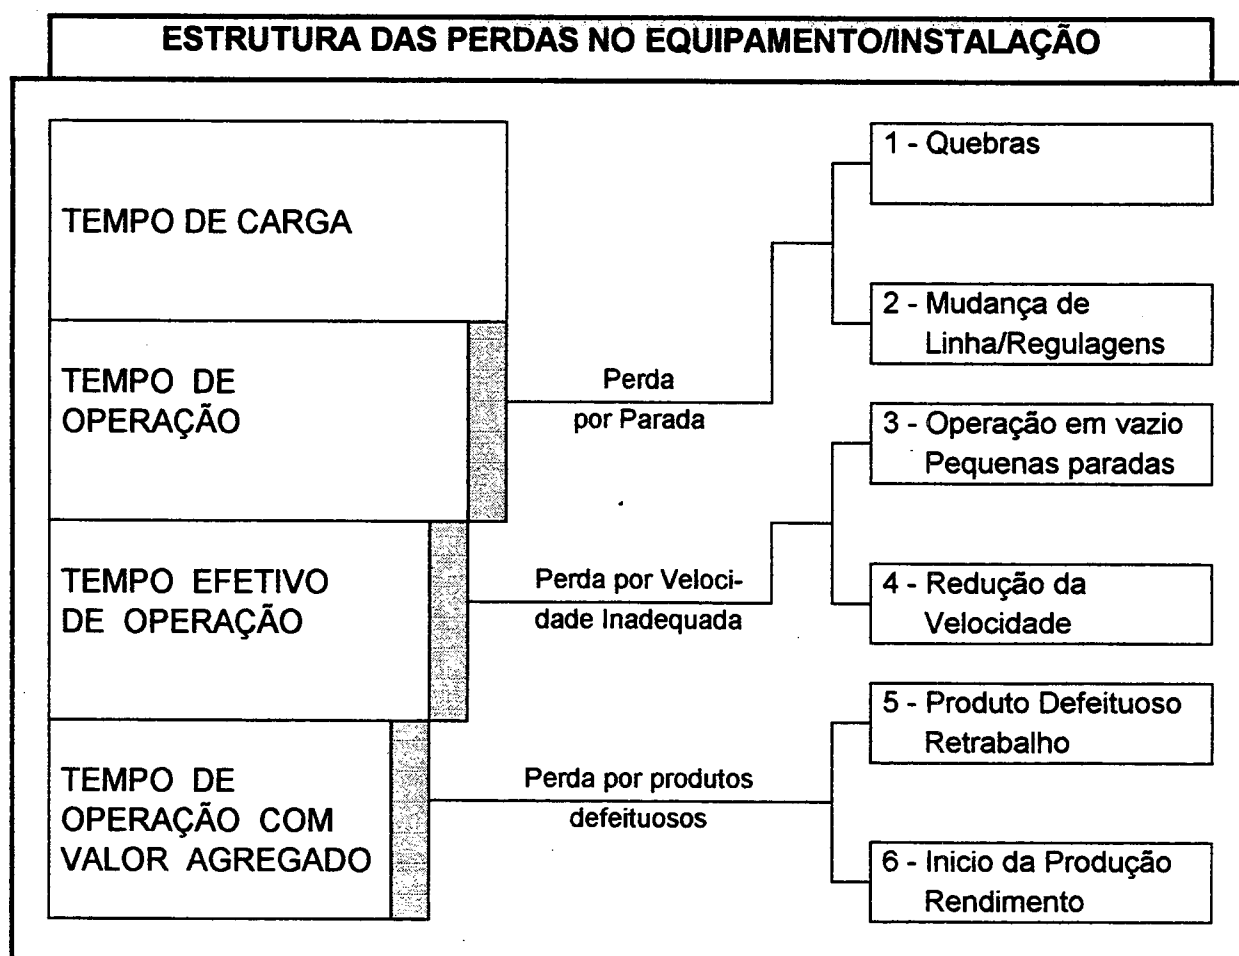 ESTRUTURA DAS PERDAS NO EQUIPAMENTO/INSTALAÇÃO
TEMPO DE CARGA
TEMPO DE
OPERAÇÃO
TEMPO EFETIVO
DE OPERAÇÃO
TEMPO DE
OPERAÇÃO COM
VALOR AGREGADO
Perda
por Parada
Perda por Veloci-
dade Inadequada
Perda por produtos
defeituosos
1 - Quebras
2 - Mudança de
Linha/Regulagens
3 - Operação em vazio
Pequenas paradas
4 - Redução da
Velocidade
5 - Produto Defeituoso
Retrabalho
6 - Inicio da Produção
Rendimento